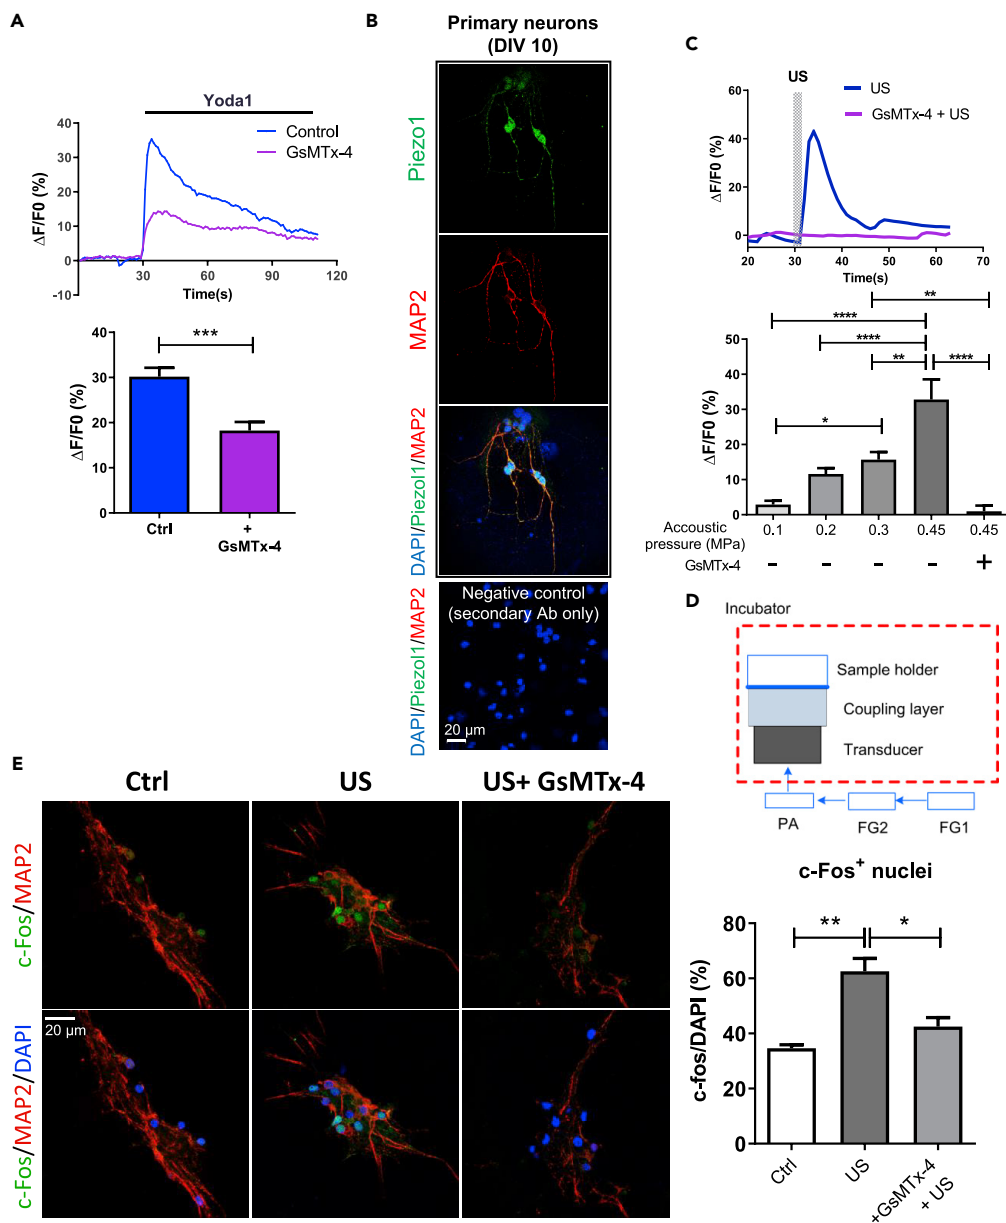 A
Yoda1
Control
GsMTx-4
ΔF/F0 (%)
40
30
20
10
0
-10
30
60
90
120
Time(s)
***
ΔF/F0 (%)
40
30
20
10
0
Ctrl
+
GsMTx-4
B
Primary neurons
(DIV 10)
Piezo1
MAP2
DAPI/Piezol1/MAP2
DAPI/Piezol1/MAP2
Negative control
(secondary Ab only)
20 µm
C
US
US
GsMTx-4 + US
ΔF/F0 (%)
60
40
20
0
20
30
40
50
60
70
Time(s)
**
****
****
**
****
*
ΔF/F0 (%)
50
40
30
20
10
0
Accoustic
pressure (MPa)
0.1
0.2
0.3
0.45
0.45
GsMTx-4
-
-
-
-
+
D
Incubator
Sample holder
Coupling layer
Transducer
PA
FG2
FG1
E
Ctrl
US
US+ GsMTx-4
c-Fos/MAP2
c-Fos/MAP2/DAPI
20 µm
c-Fos+ nuclei
**
*
c-fos/DAPI (%)
80
60
40
20
0
Ctrl
US
+GsMTx-4
+ US